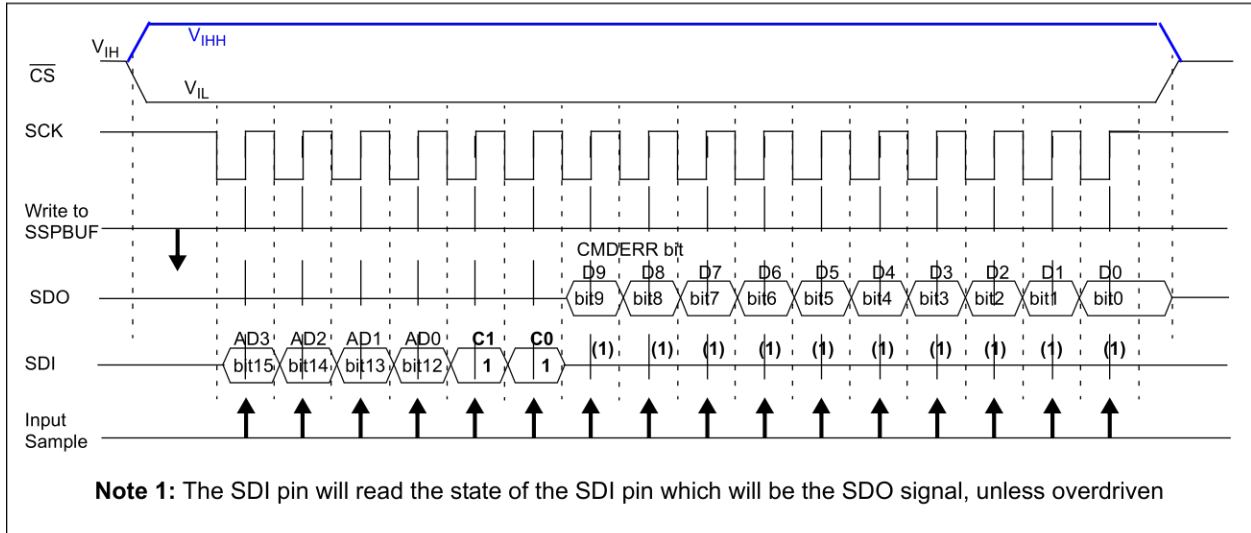 V_IHH
V_IH
C̅S̅
V_IL
SCK
Write to
SSPBUF
CMDERR bit
D9 D8 D7 D6 D5 D4 D3 D2 D1 D0
SDO bit9 bit8 bit7 bit6 bit5 bit4 bit3 bit2 bit1 bit0
AD3 AD2 AD1 AD0 C1 C0 (1) (1) (1) (1) (1) (1) (1) (1) (1) (1)
SDI bit15 bit14 bit13 bit12 1 1
Input
Sample
Note 1: The SDI pin will read the state of the SDI pin which will be the SDO signal, unless overdriven